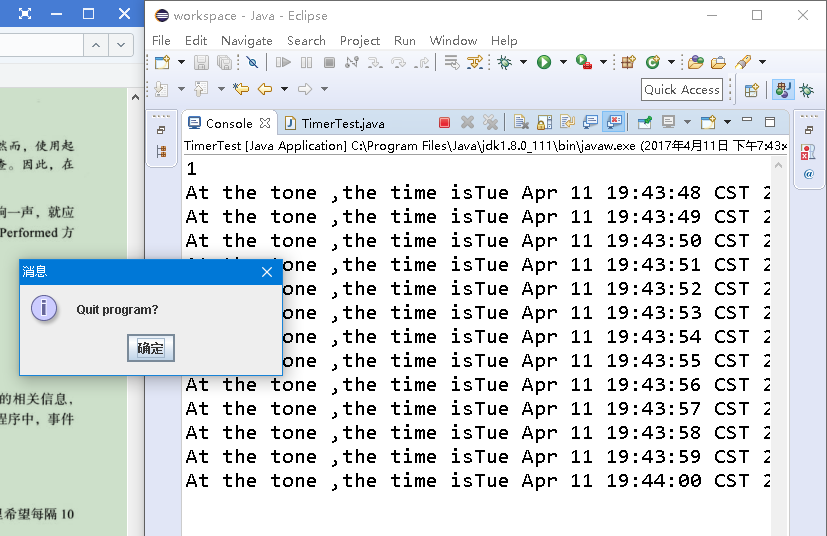 workspace - Java - Eclipse
File Edit Navigate Search Project Run Window Help
Quick Access
Console TimerTest.java
TimerTest [Java Application] C:\Program Files\Java\jdk1.8.0_111\bin\javaw.exe (2017年4月11日 下午7:43:4
1
At the tone ,the time isTue Apr 11 19:43:48 CST 2
At the tone ,the time isTue Apr 11 19:43:49 CST 2
At the tone ,the time isTue Apr 11 19:43:50 CST 2
At the tone ,the time isTue Apr 11 19:43:51 CST 2
tone ,the time isTue Apr 11 19:43:52 CST 2
tone ,the time isTue Apr 11 19:43:53 CST 2
tone ,the time isTue Apr 11 19:43:54 CST 2
tone ,the time isTue Apr 11 19:43:55 CST 2
At the tone ,the time isTue Apr 11 19:43:56 CST 2
At the tone ,the time isTue Apr 11 19:43:57 CST 2
At the tone ,the time isTue Apr 11 19:43:58 CST 2
At the tone ,the time isTue Apr 11 19:43:59 CST 2
At the tone ,the time isTue Apr 11 19:44:00 CST 2
然而，使用起
查。因此，在
响一声，就应
Performed 方
消息
Quit program?
确定
的相关信息，
程序中，事件
里希望每隔 10